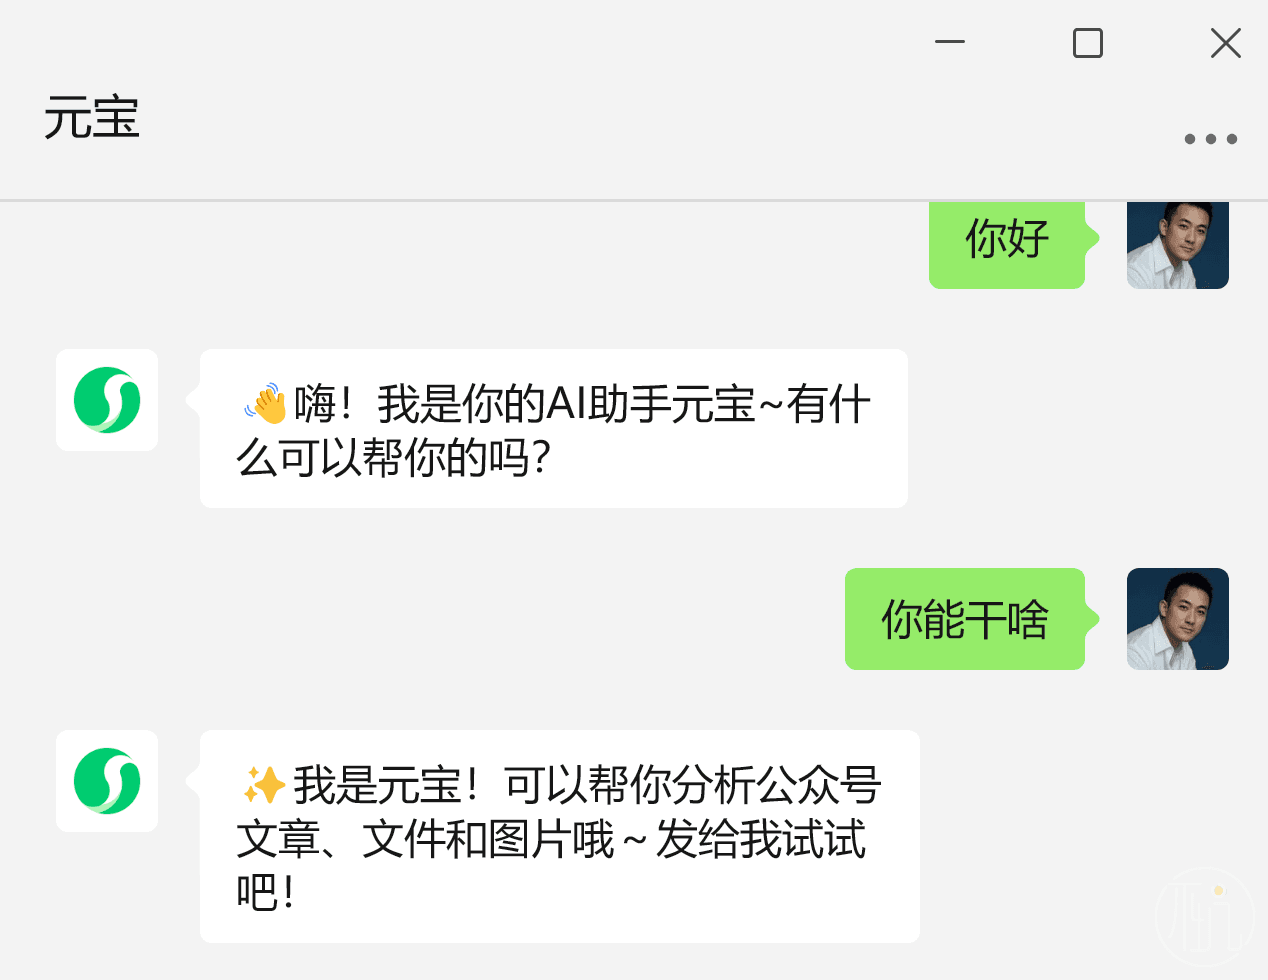 元宝
你好
👋嗨！我是你的AI助手元宝~有什
么可以帮你的吗？
你能干啥
✨我是元宝！可以帮你分析公众号
文章、文件和图片哦～发给我试试
吧！